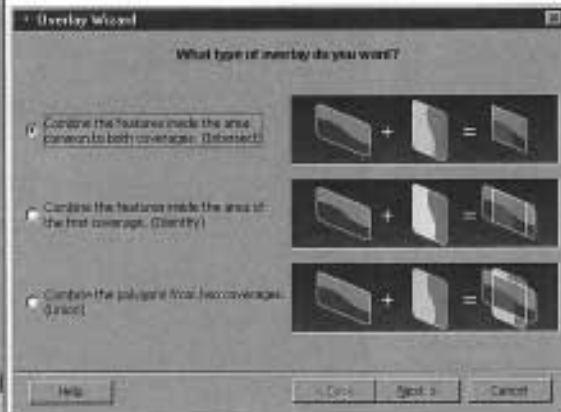 Overlay Wizard
What type of overlay do you want?
Combine the features inside the area
common to both coverages. (Intersect)
Combine the features inside the area of
the first coverage. (Identity)
Combine the polygons from two coverages.
(Union)
Help
Next >
Cancel